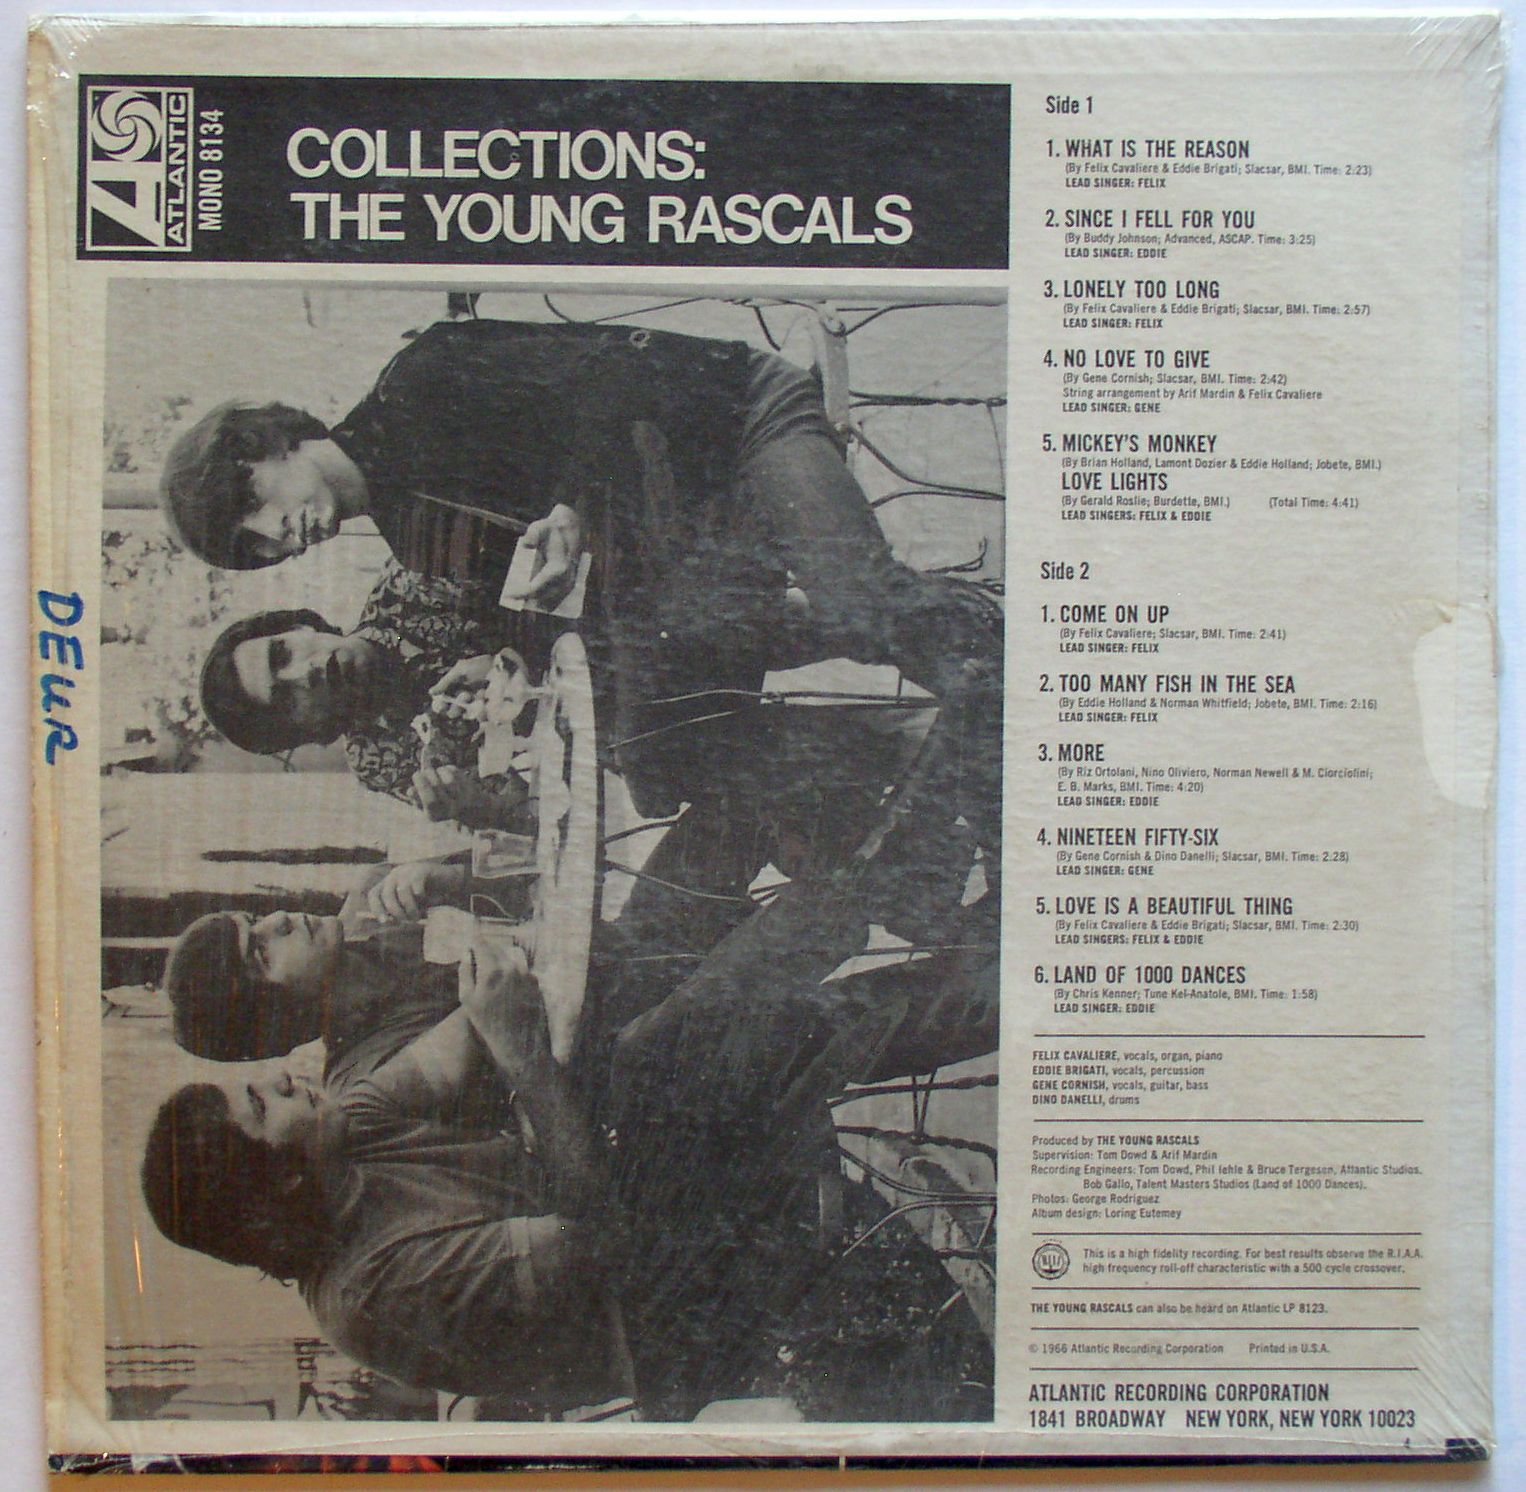 ATLANTIC
MONO 8134
COLLECTIONS:
THE YOUNG RASCALS
DEUR
Side 1
1. WHAT IS THE REASON
(By Felix Cavaliere & Eddie Brigati; Slacsar, BMI. Time: 2:23)
LEAD SINGER: FELIX
2. SINCE I FELL FOR YOU
(By Buddy Johnson; Advanced, ASCAP. Time: 3:25)
LEAD SINGER: EDDIE
3. LONELY TOO LONG
(By Felix Cavaliere & Eddie Brigati; Slacsar, BMI. Time: 2:57)
LEAD SINGER: FELIX
4. NO LOVE TO GIVE
(By Gene Cornish; Slacsar, BMI. Time: 2:42)
String arrangement by Arif Mardin & Felix Cavaliere
LEAD SINGER: GENE
5. MICKEY'S MONKEY
(By Brian Holland, Lamont Dozier & Eddie Holland; Jobete, BMI.)
LOVE LIGHTS
(By Gerald Roslie; Burdette, BMI.) (Total Time: 4:41)
LEAD SINGERS: FELIX & EDDIE
Side 2
1. COME ON UP
(By Felix Cavaliere; Slacsar, BMI. Time: 2:41)
LEAD SINGER: FELIX
2. TOO MANY FISH IN THE SEA
(By Eddie Holland & Norman Whitfield; Jobete, BMI. Time: 2:16)
LEAD SINGER: FELIX
3. MORE
(By Riz Ortolani, Nino Oliviero, Norman Newell & M. Ciorciolini;
E. B. Marks, BMI. Time: 4:20)
LEAD SINGER: EDDIE
4. NINETEEN FIFTY-SIX
(By Gene Cornish & Dino Danelli; Slacsar, BMI. Time: 2:28)
LEAD SINGER: GENE
5. LOVE IS A BEAUTIFUL THING
(By Felix Cavaliere & Eddie Brigati; Slacsar, BMI. Time: 2:30)
LEAD SINGERS: FELIX & EDDIE
6. LAND OF 1000 DANCES
(By Chris Kenner; Tune Kel-Anatole, BMI. Time: 1:58)
LEAD SINGER: EDDIE
FELIX CAVALIERE, vocals, organ, piano
EDDIE BRIGATI, vocals, percussion
GENE CORNISH, vocals, guitar, bass
DINO DANELLI, drums
Produced by THE YOUNG RASCALS
Supervision: Tom Dowd & Arif Mardin
Recording Engineers: Tom Dowd, Phil Iehle & Bruce Tergesen, Atlantic Studios.
Bob Gallo, Talent Masters Studios (Land of 1000 Dances).
Photos: George Rodriguez
Album design: Loring Eutemey
This is a high fidelity recording. For best results observe the R.I.A.A.
high frequency roll-off characteristic with a 500 cycle crossover.
THE YOUNG RASCALS can also be heard on Atlantic LP 8123.
© 1966 Atlantic Recording Corporation Printed in U.S.A.
ATLANTIC RECORDING CORPORATION
1841 BROADWAY NEW YORK, NEW YORK 10023
4